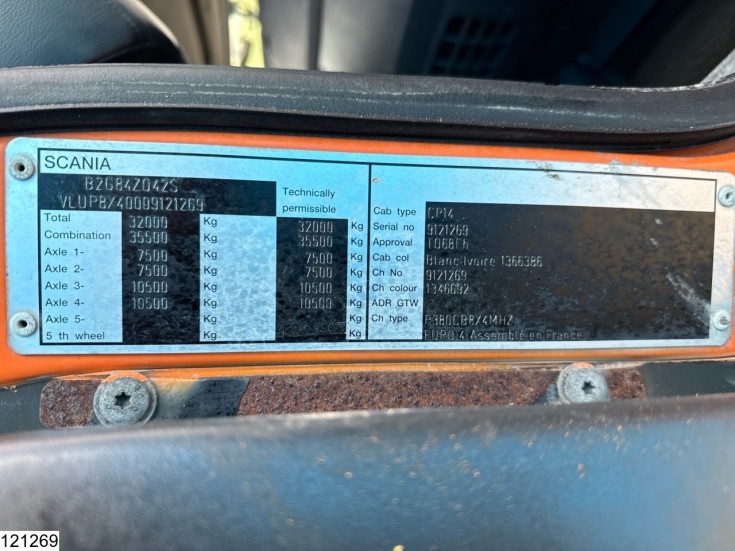 SCANIA
B2G84Z042S
VLUP8X40009121269
Technically
permissible
Total 32000 Kg 32000 Kg
Combination 35500 Kg 35500 Kg
Axle 1- 7500 Kg 7500 Kg
Axle 2- 7500 Kg 7500 Kg
Axle 3- 10500 Kg 10500 Kg
Axle 4- 10500 Kg 10500 Kg
Axle 5- Kg Kg
5 th wheel Kg Kg
Cab type CP14
Serial no 9121269
Approval T068EN
Cab col Blanc Ivoire 1366386
Ch No 9121269
Ch colour 1346692
ADR GTW
Ch type P380CB8X4MHZ
EURO 4 Assemblé en France
121269